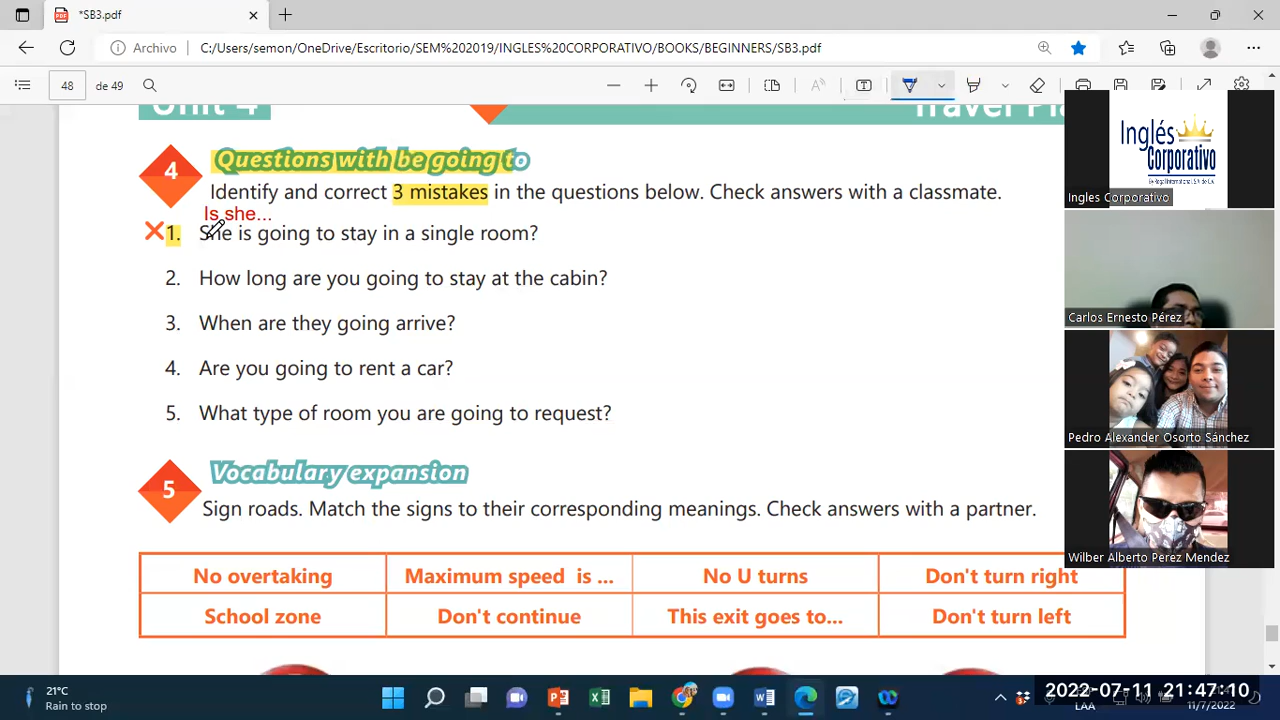 *SB3.pdf
Archivo
C:/Users/semon/OneDrive/Escritorio/SEM%202019/INGLES%20CORPORATIVO/BOOKS/BEGINNERS/SB3.pdf
48
de 49
Unit 4
Travel Pla
4
Questions with be going to
Identify and correct 3 mistakes in the questions below. Check answers with a classmate.
Is she...
1. She is going to stay in a single room?
2. How long are you going to stay at the cabin?
3. When are they going arrive?
4. Are you going to rent a car?
5. What type of room you are going to request?
5
Vocabulary expansion
Sign roads. Match the signs to their corresponding meanings. Check answers with a partner.
No overtaking
Maximum speed is ...
No U turns
Don't turn right
School zone
Don't continue
This exit goes to...
Don't turn left
Inglés
Corporativo
Ingles Corporativo
Carlos Ernesto Pérez
Pedro Alexander Osorto Sánchez
Wilber Alberto Perez Mendez
21°C
Rain to stop
2022-07-11 21:47:10
LAA
11/7/2022